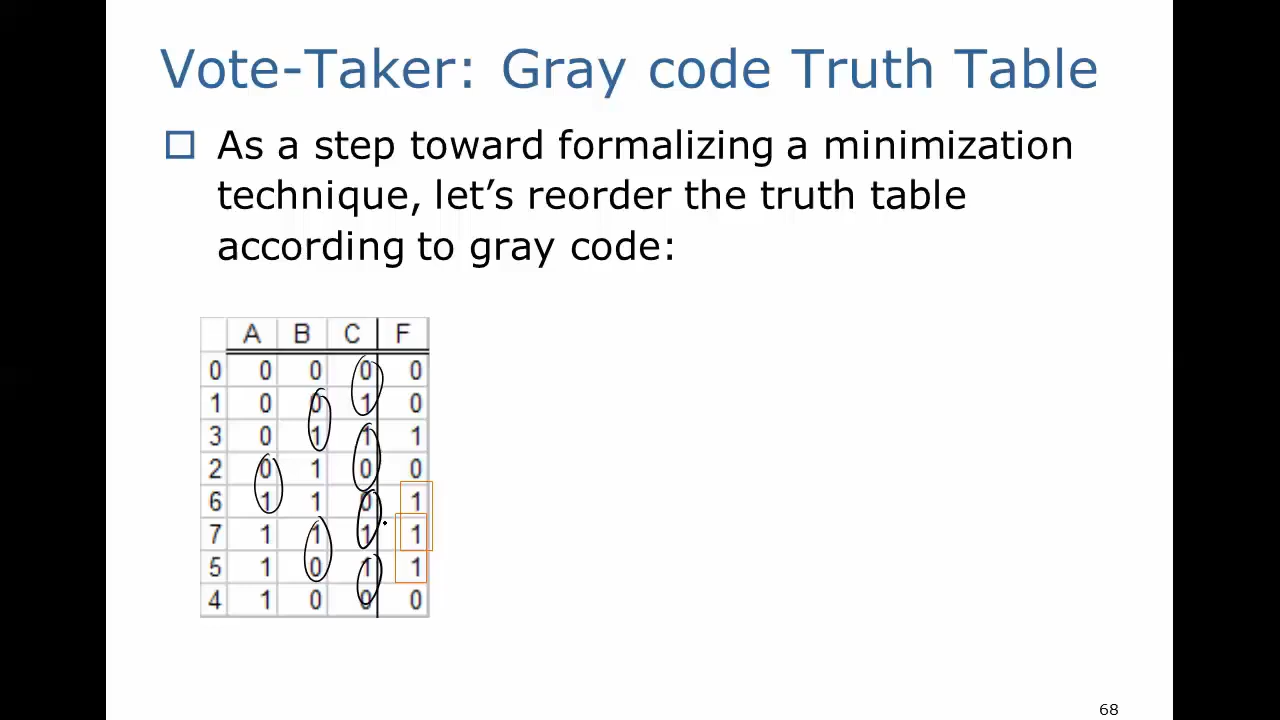 Vote-Taker: Gray code Truth Table
As a step toward formalizing a minimization
technique, let's reorder the truth table
according to gray code:
A B C F
0 0 0 0 0
1 0 0 1 0
3 0 1 1 1
2 0 1 0 0
6 1 1 0 1
7 1 1 1 1
5 1 0 1 1
4 1 0 0 0
68